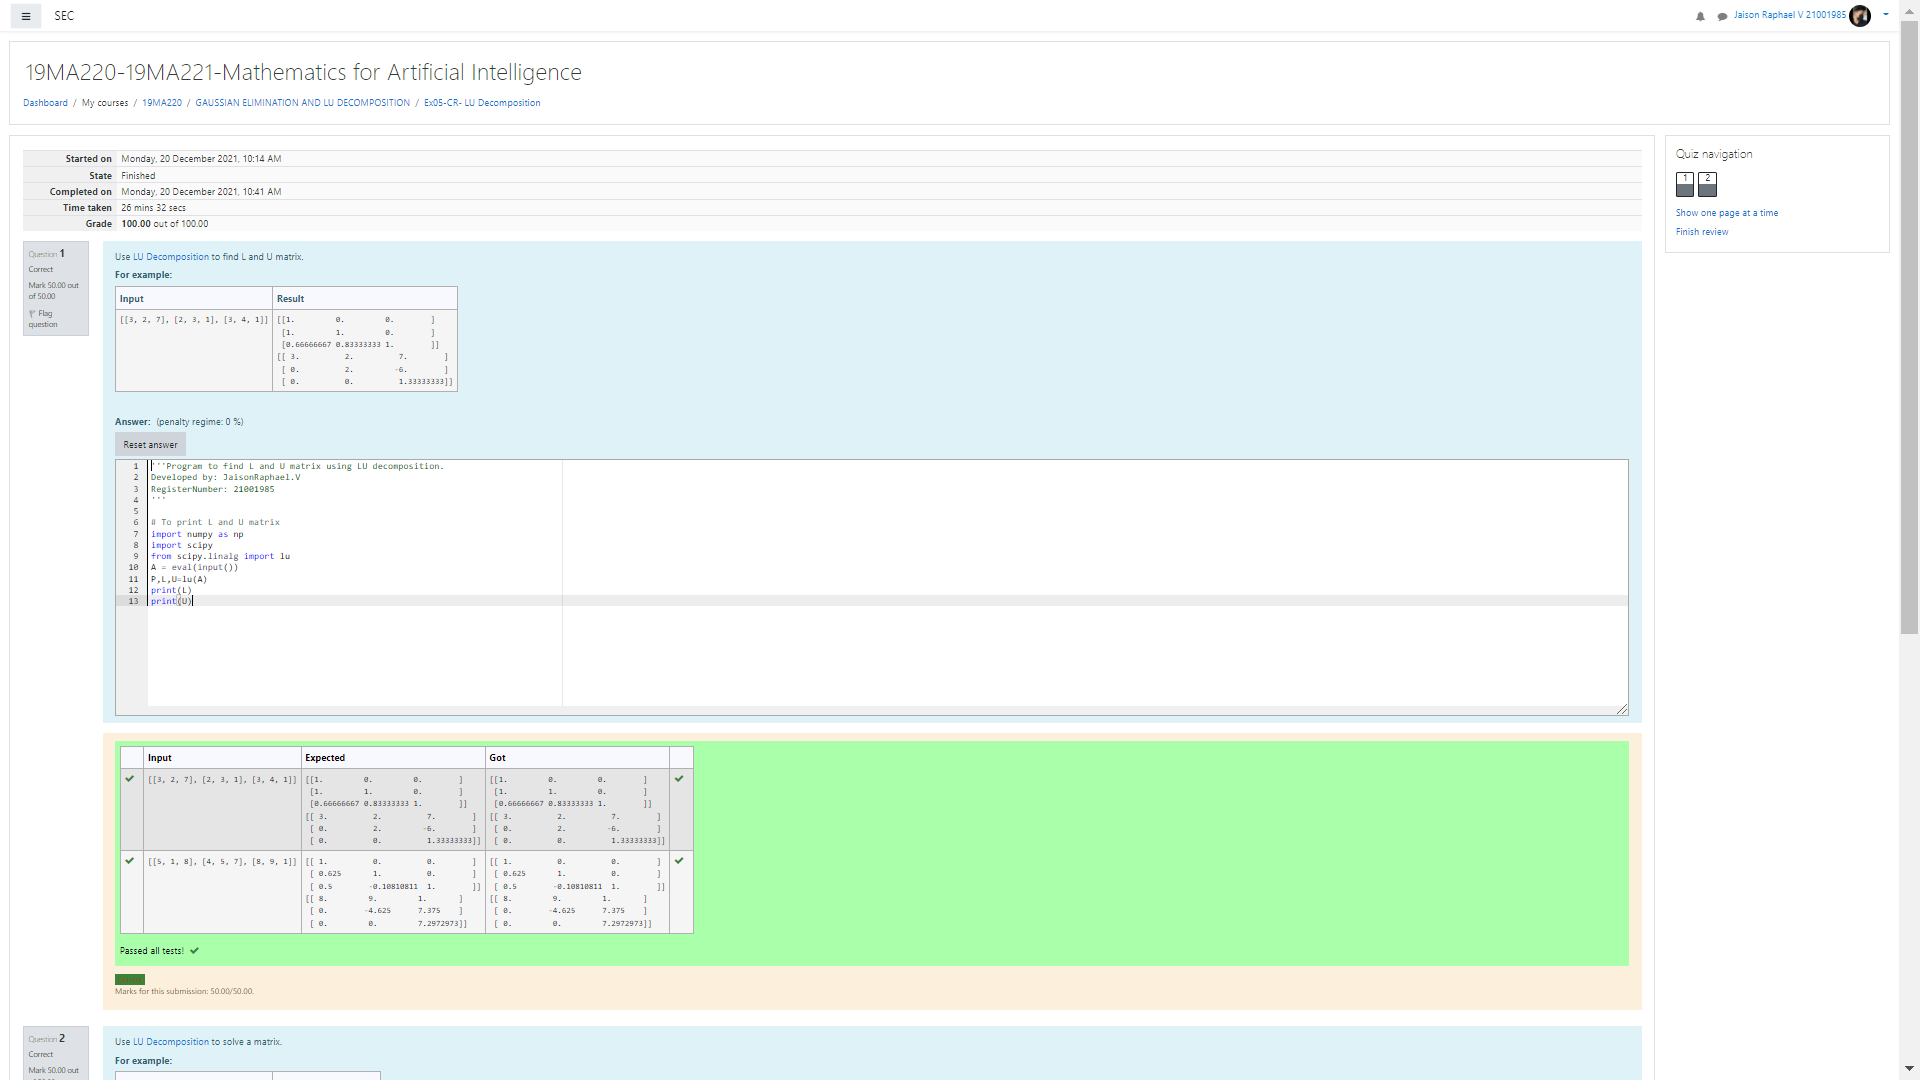 SEC
Jaison Raphael V 21001985
19MA220-19MA221-Mathematics for Artificial Intelligence
Dashboard / My courses / 19MA220 / GAUSSIAN ELIMINATION AND LU DECOMPOSITION / Ex05-CR- LU Decomposition
Started on Monday, 20 December 2021, 10:14 AM
State Finished
Completed on Monday, 20 December 2021, 10:41 AM
Time taken 26 mins 32 secs
Grade 100.00 out of 100.00
Quiz navigation
1 2
Show one page at a time
Finish review
Question 1
Correct
Mark 50.00 out
of 50.00
Flag
question
Use LU Decomposition to find L and U matrix.
For example:
Input Result
[[3, 2, 7], [2, 3, 1], [3, 4, 1]] [[1. 0. 0. ]
[1. 1. 0. ]
[0.66666667 0.83333333 1. ]]
[[ 3. 2. 7. ]
[ 0. 2. -6. ]
[ 0. 0. 1.33333333]]
Answer: (penalty regime: 0 %)
Reset answer
1 '''Program to find L and U matrix using LU decomposition.
2 Developed by: JaisonRaphael.V
3 RegisterNumber: 21001985
4 '''
5
6 # To print L and U matrix
7 import numpy as np
8 import scipy
9 from scipy.linalg import lu
10 A = eval(input())
11 P,L,U=lu(A)
12 print(L)
13 print(U)
Input Expected Got
[[3, 2, 7], [2, 3, 1], [3, 4, 1]] [[1. 0. 0. ] [[1. 0. 0. ]
[1. 1. 0. ] [1. 1. 0. ]
[0.66666667 0.83333333 1. ]] [0.66666667 0.83333333 1. ]]
[[ 3. 2. 7. ] [[ 3. 2. 7. ]
[ 0. 2. -6. ] [ 0. 2. -6. ]
[ 0. 0. 1.33333333]] [ 0. 0. 1.33333333]]
[[5, 1, 8], [4, 5, 7], [8, 9, 1]] [[ 1. 0. 0. ] [[ 1. 0. 0. ]
[ 0.625 1. 0. ] [ 0.625 1. 0. ]
[ 0.5 -0.10810811 1. ]] [ 0.5 -0.10810811 1. ]]
[[ 8. 9. 1. ] [[ 8. 9. 1. ]
[ 0. -4.625 7.375 ] [ 0. -4.625 7.375 ]
[ 0. 0. 7.2972973]] [ 0. 0. 7.2972973]]
Passed all tests!
Marks for this submission: 50.00/50.00.
Question 2
Correct
Mark 50.00 out
Use LU Decomposition to solve a matrix.
For example: